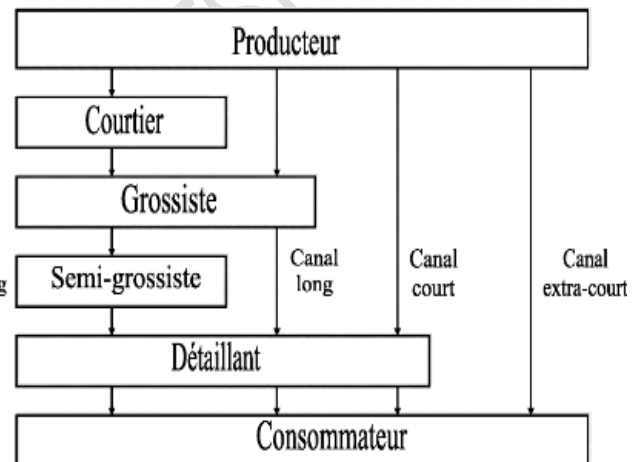 Producteur
Courtier
Grossiste
Semi-grossiste
Canal
long
Canal
court
Canal
extra-court
Détaillant
Consommateur